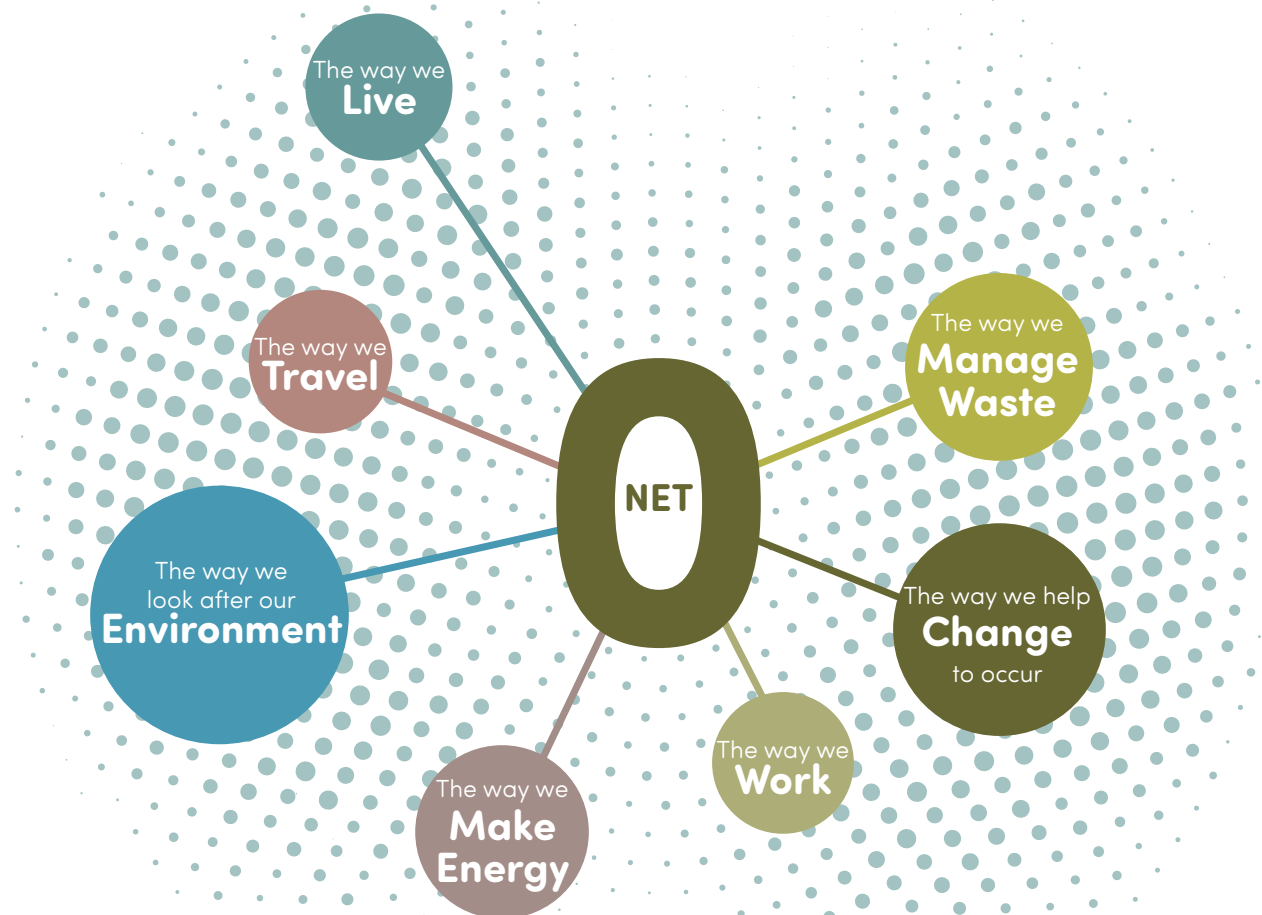 The way we
Live
The way we
Travel
The way we
Manage
Waste
0
NET
The way we
look after our
Environment
The way we help
Change
to occur
The way we
Work
The way we
Make
Energy